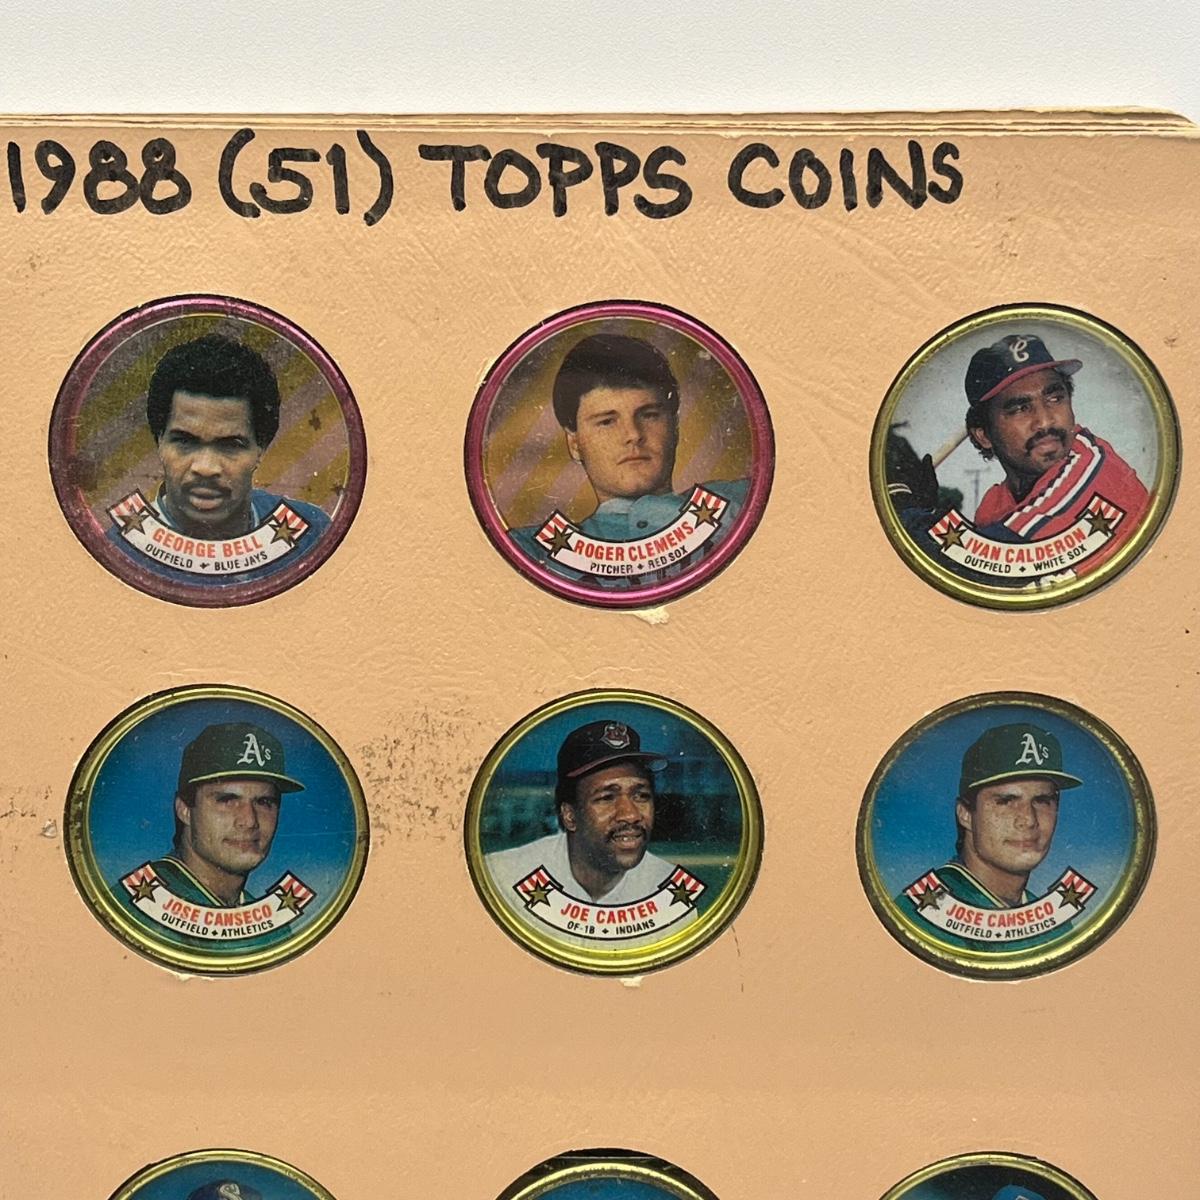 1988 (51) TOPPS COINS
GEORGE BELL
OUTFIELD ✦ BLUE JAYS
ROGER CLEMENS
PITCHER ✦ RED SOX
C
IVAN CALDERON
OUTFIELD ✦ WHITE SOX
A's
JOSE CANSECO
OUTFIELD ✦ ATHLETICS
JOE CARTER
OF-1B ✦ INDIANS
A's
JOSE CANSECO
OUTFIELD ✦ ATHLETICS